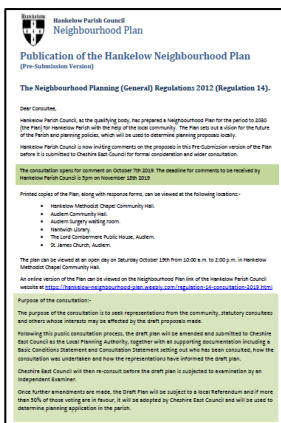 Hankelow
Hankelow Parish Council
Neighbourhood Plan
Publication of the Hankelow Neighbourhood Plan
(Pre-Submission Version)
The Neighbourhood Planning (General) Regulations 2012 (Regulation 14).
Dear Consultee,
Hankelow Parish Council, as the qualifying body, has prepared a Neighbourhood Plan for the period to 2030
(the Plan) for Hankelow Parish with the help of the local community. The Plan sets out a vision for the future
of the Parish and planning policies, which will be used to determine planning proposals locally.
Hankelow Parish Council is now inviting comments on the proposals in this Pre-Submission version of the Plan
before it is submitted to Cheshire East Council for formal consideration and wider consultation.
The consultation opens for comment on October 7th 2019. The deadline for comments to be received by
Hankelow Parish Council is 5pm on November 18th 2019
Printed copies of the Plan, along with response forms, can be viewed at the following locations:-
• Hankelow Methodist Chapel Community Hall.
• Audlem Community Hall.
• Audlem Surgery waiting room.
• Nantwich Library.
• The Lord Combermere Public House, Audlem.
• St. James Church, Audlem.
The plan can be viewed at an open day on Saturday October 19th from 10:00 a.m. to 2:00 p.m. in Hankelow
Methodist Chapel Community Hall.
An online version of the Plan can be viewed on the Neighbourhood Plan link of the Hankelow Parish Council
website at https://hankelow-neighbourhood-plan.weebly.com/regulation-14-consultation-2019.html
Purpose of the consultation:-
The purpose of the consultation is to seek representations from the community, statutory consultees
and others whose interests may be affected by the draft proposals made.
Following this public consultation process, the draft plan will be amended and submitted to Cheshire
East Council as the Local Planning Authority, together with all supporting documentation including a
Basic Conditions Statement and Consultation Statement setting out who has been consulted, how the
consultation was undertaken and how the representations have informed the draft plan.
Cheshire East Council will then re-consult before the draft plan is subjected to examination by an
Independent Examiner.
Once further amendments are made, the Draft Plan will be subject to a local Referendum and if more
than 50% of those voting are in favour, it will be adopted by Cheshire East Council and will be used to
determine planning application in the parish.